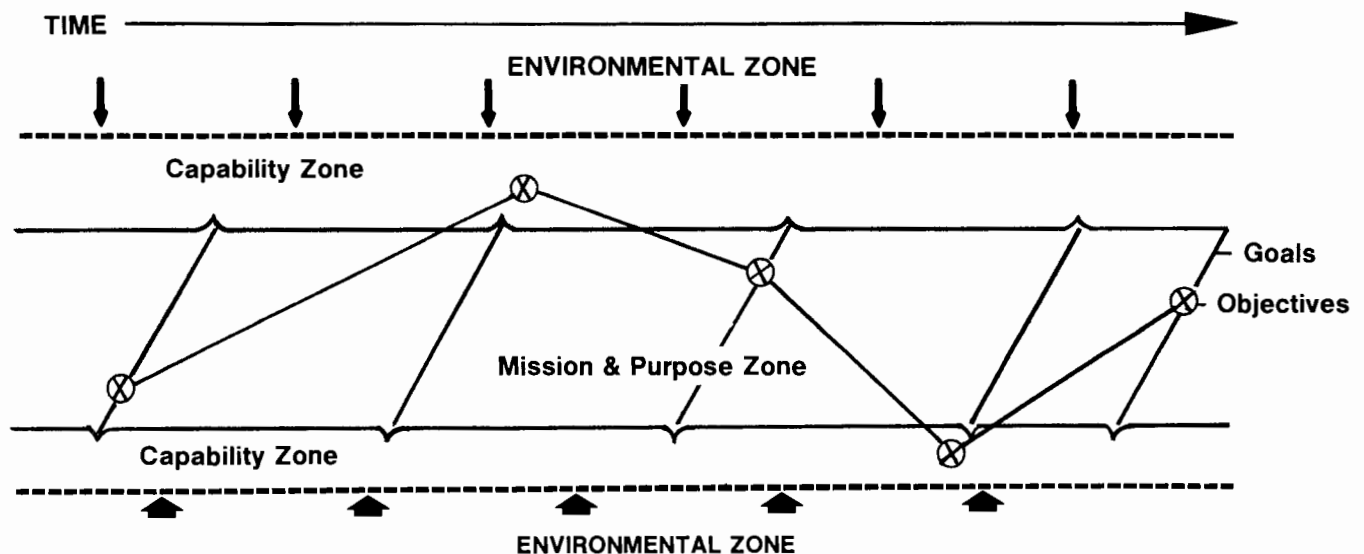 TIME
ENVIRONMENTAL ZONE
Capability Zone
Goals
Objectives
Mission & Purpose Zone
Capability Zone
ENVIRONMENTAL ZONE